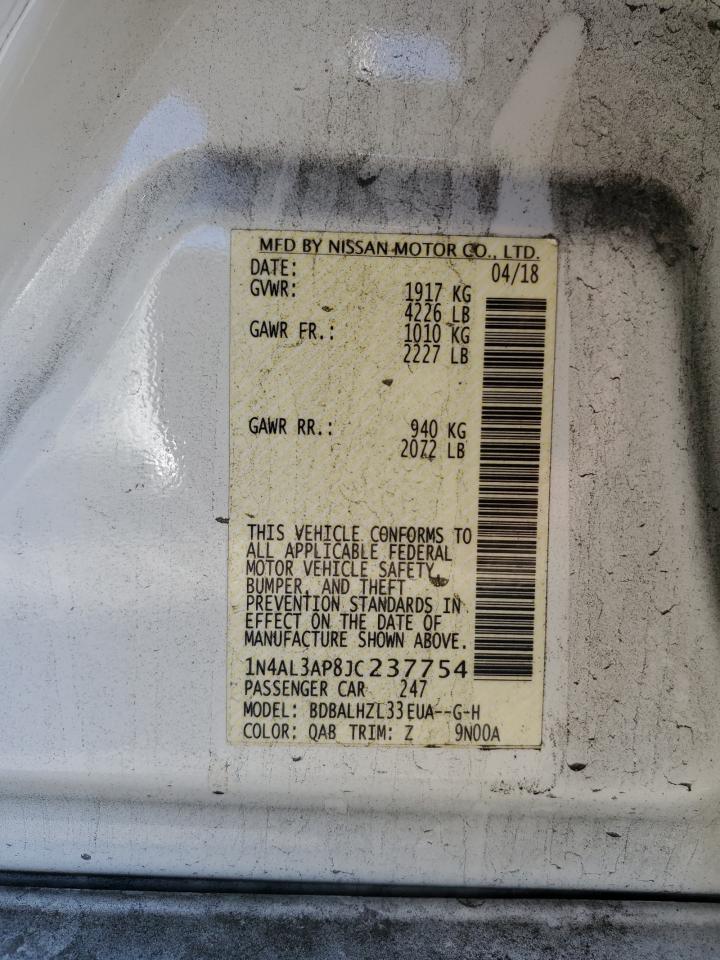 MFD BY NISSAN MOTOR CO., LTD.
DATE: 04/18
GVWR: 1917 KG
4226 LB
GAWR FR.: 1010 KG
2227 LB
GAWR RR.: 940 KG
2072 LB
THIS VEHICLE CONFORMS TO
ALL APPLICABLE FEDERAL
MOTOR VEHICLE SAFETY,
BUMPER, AND THEFT
PREVENTION STANDARDS IN
EFFECT ON THE DATE OF
MANUFACTURE SHOWN ABOVE.
1N4AL3AP8JC237754
PASSENGER CAR 247
MODEL: BDBALHZL33EUA--G-H
COLOR: QAB TRIM: Z 9N00A